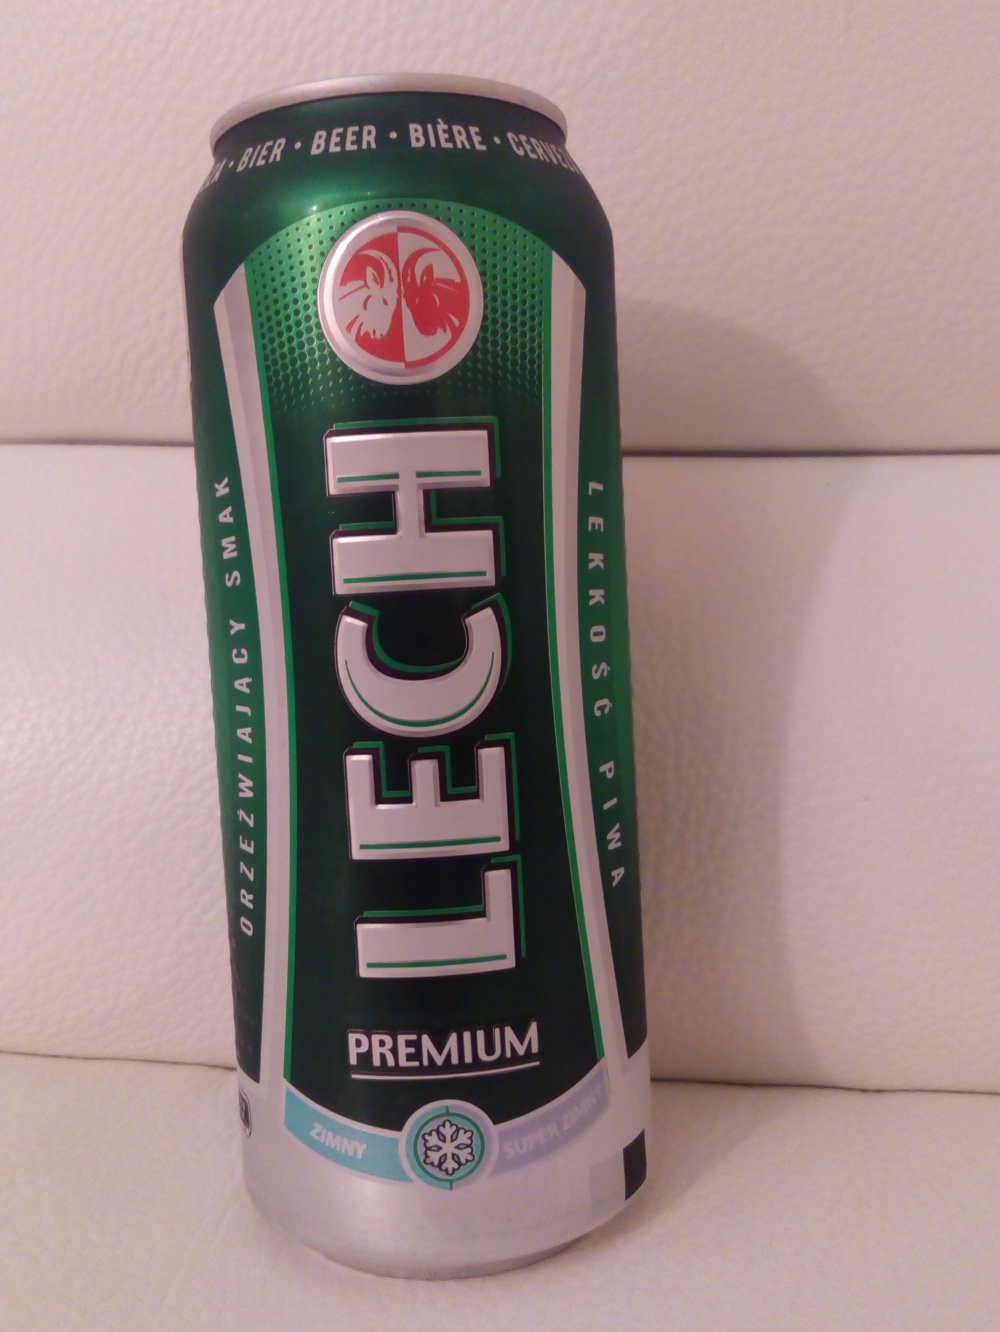 BIER • BEER • BIÈRE •
ORZEŹWIAJĄCY SMAK
LECH
LEKKOŚĆ PIWA
PREMIUM
ZIMNY
SUPER ZIMNY